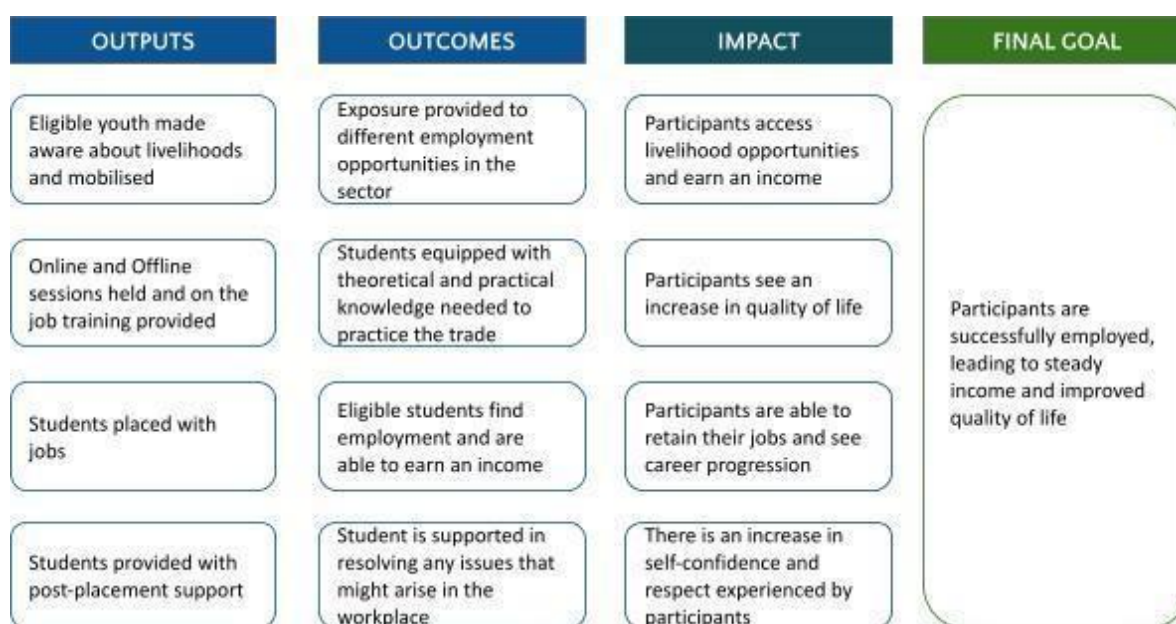 OUTPUTS
OUTCOMES
IMPACT
FINAL GOAL
Eligible youth made
aware about livelihoods
and mobilised
Exposure provided to
different employment
opportunities in the
sector
Participants access
livelihood opportunities
and earn an income
Online and Offline
sessions held and on the
job training provided
Students equipped with
theoretical and practical
knowledge needed to
practice the trade
Participants see an
increase in quality of life
Students placed with
jobs
Eligible students find
employment and are
able to earn an income
Participants are able to
retain their jobs and see
career progression
Students provided with
post-placement support
Student is supported in
resolving any issues that
might arise in the
workplace
There is an increase in
self-confidence and
respect experienced by
participants
Participants are
successfully employed,
leading to steady
income and improved
quality of life